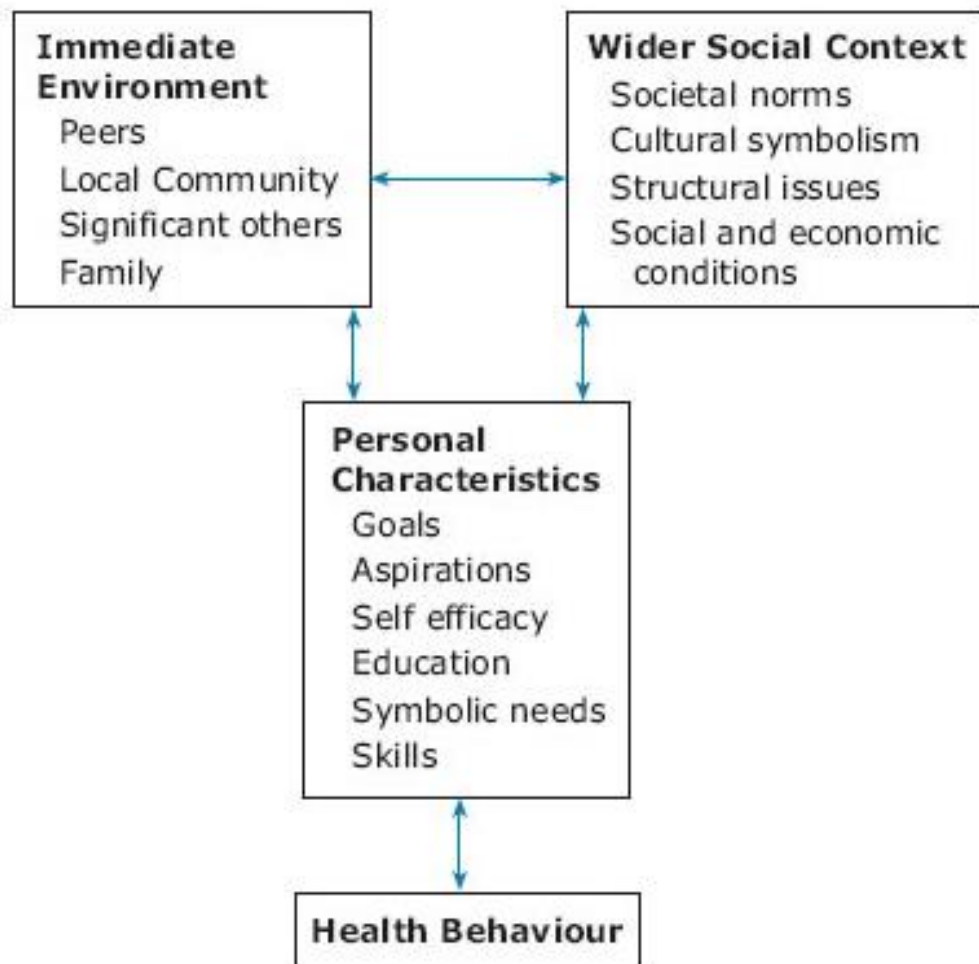 Immediate
Environment
Peers
Local Community
Significant others
Family
Wider Social Context
Societal norms
Cultural symbolism
Structural issues
Social and economic
conditions
Personal
Characteristics
Goals
Aspirations
Self efficacy
Education
Symbolic needs
Skills
Health Behaviour